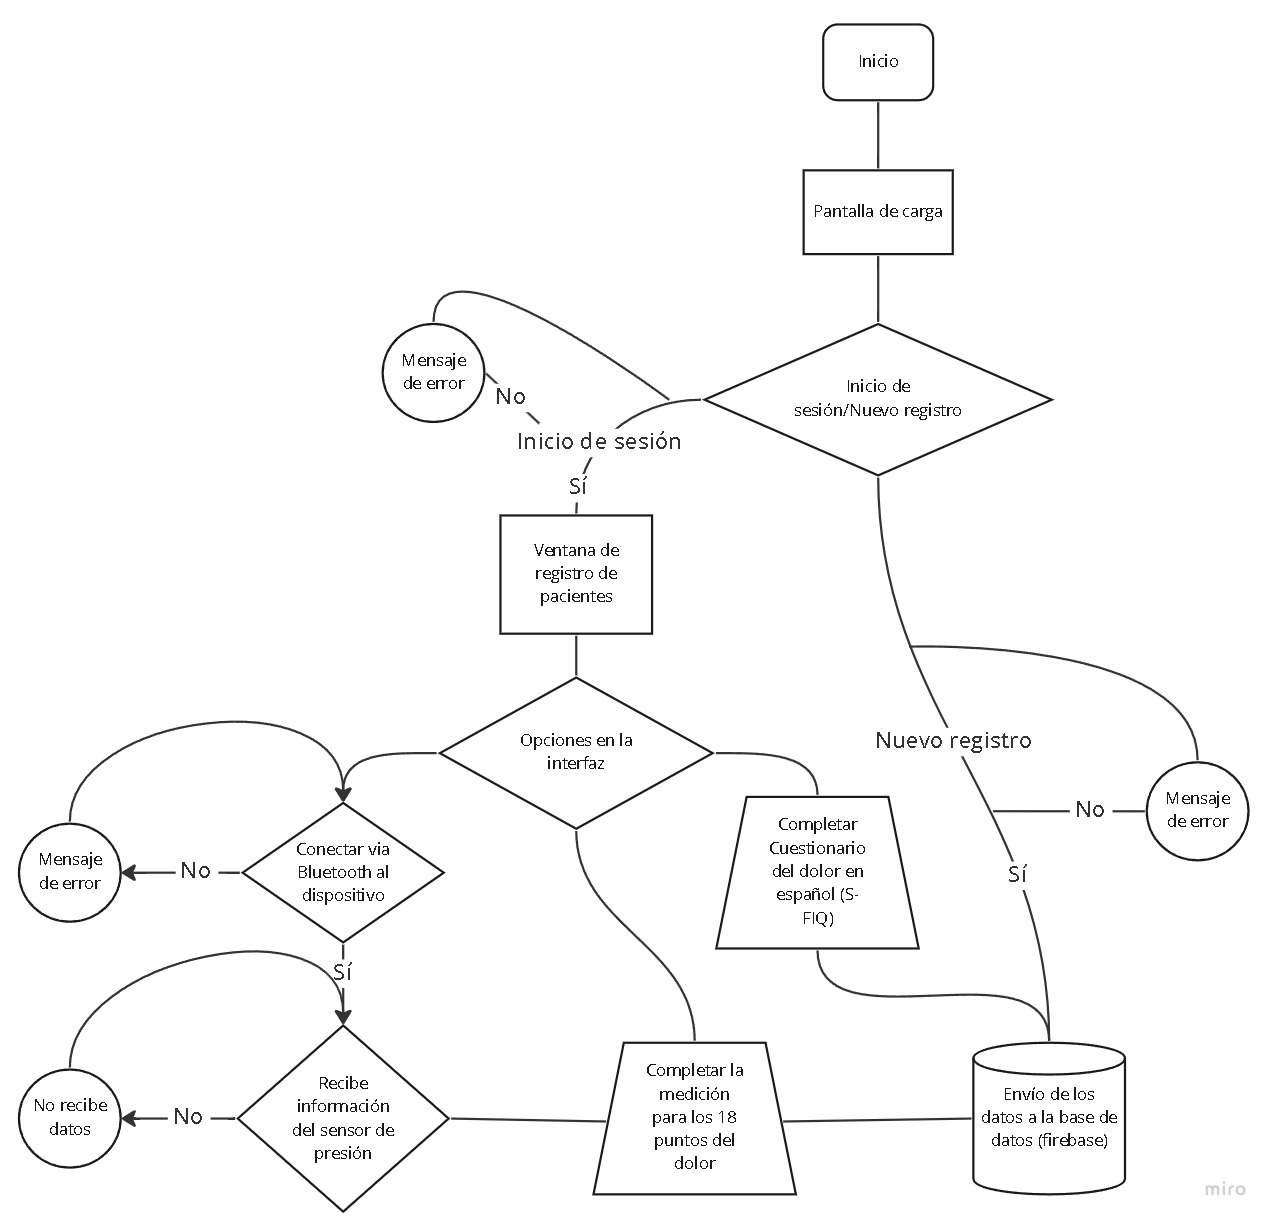 Inicio
Pantalla de carga
Mensaje
de error
No
Inicio de
sesión/Nuevo registro
Inicio de sesión
Sí
Ventana de
registro de
pacientes
Opciones en la
interfaz
Nuevo registro
No
Mensaje
de error
Sí
Completar
Cuestionario
del dolor en
español (S-
FIQ)
Conectar via
Bluetooth al
dispositivo
No
Mensaje
de error
Sí
Recibe
información
del sensor de
presión
No
No recibe
datos
Completar la
medición
para los 18
puntos del
dolor
Envío de los
datos a la base de
datos (firebase)
miro